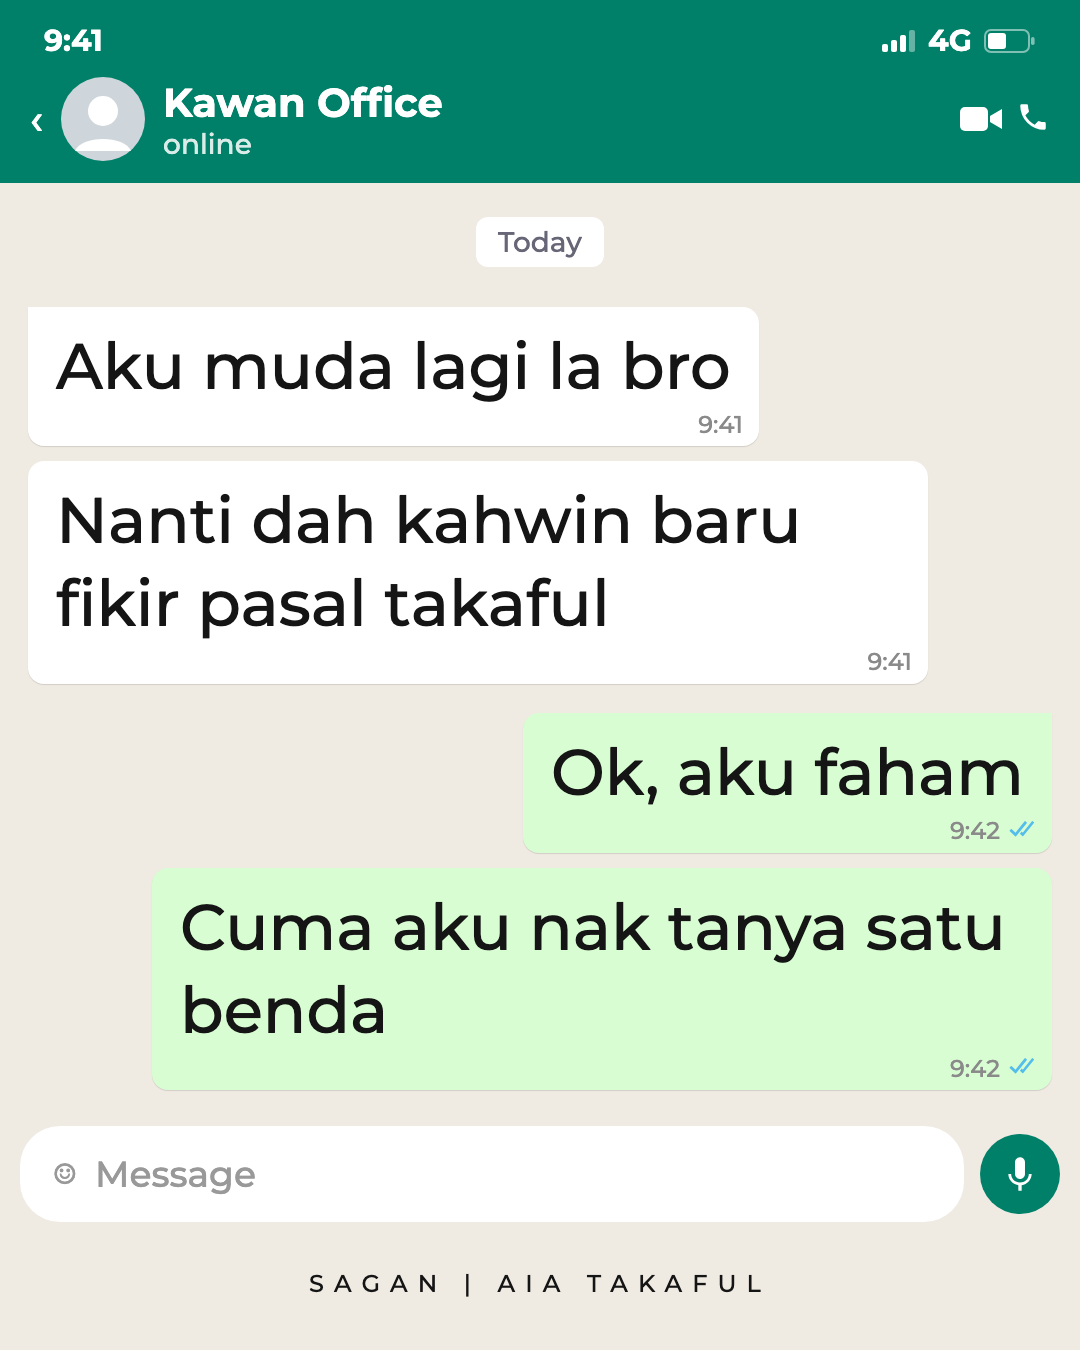 9:41
4G
Kawan Office
online
Today
Aku muda lagi la bro
9:41
Nanti dah kahwin baru
fikir pasal takaful
9:41
Ok, aku faham
9:42
Cuma aku nak tanya satu
benda
9:42
Message
SAGAN | AIA TAKAFUL